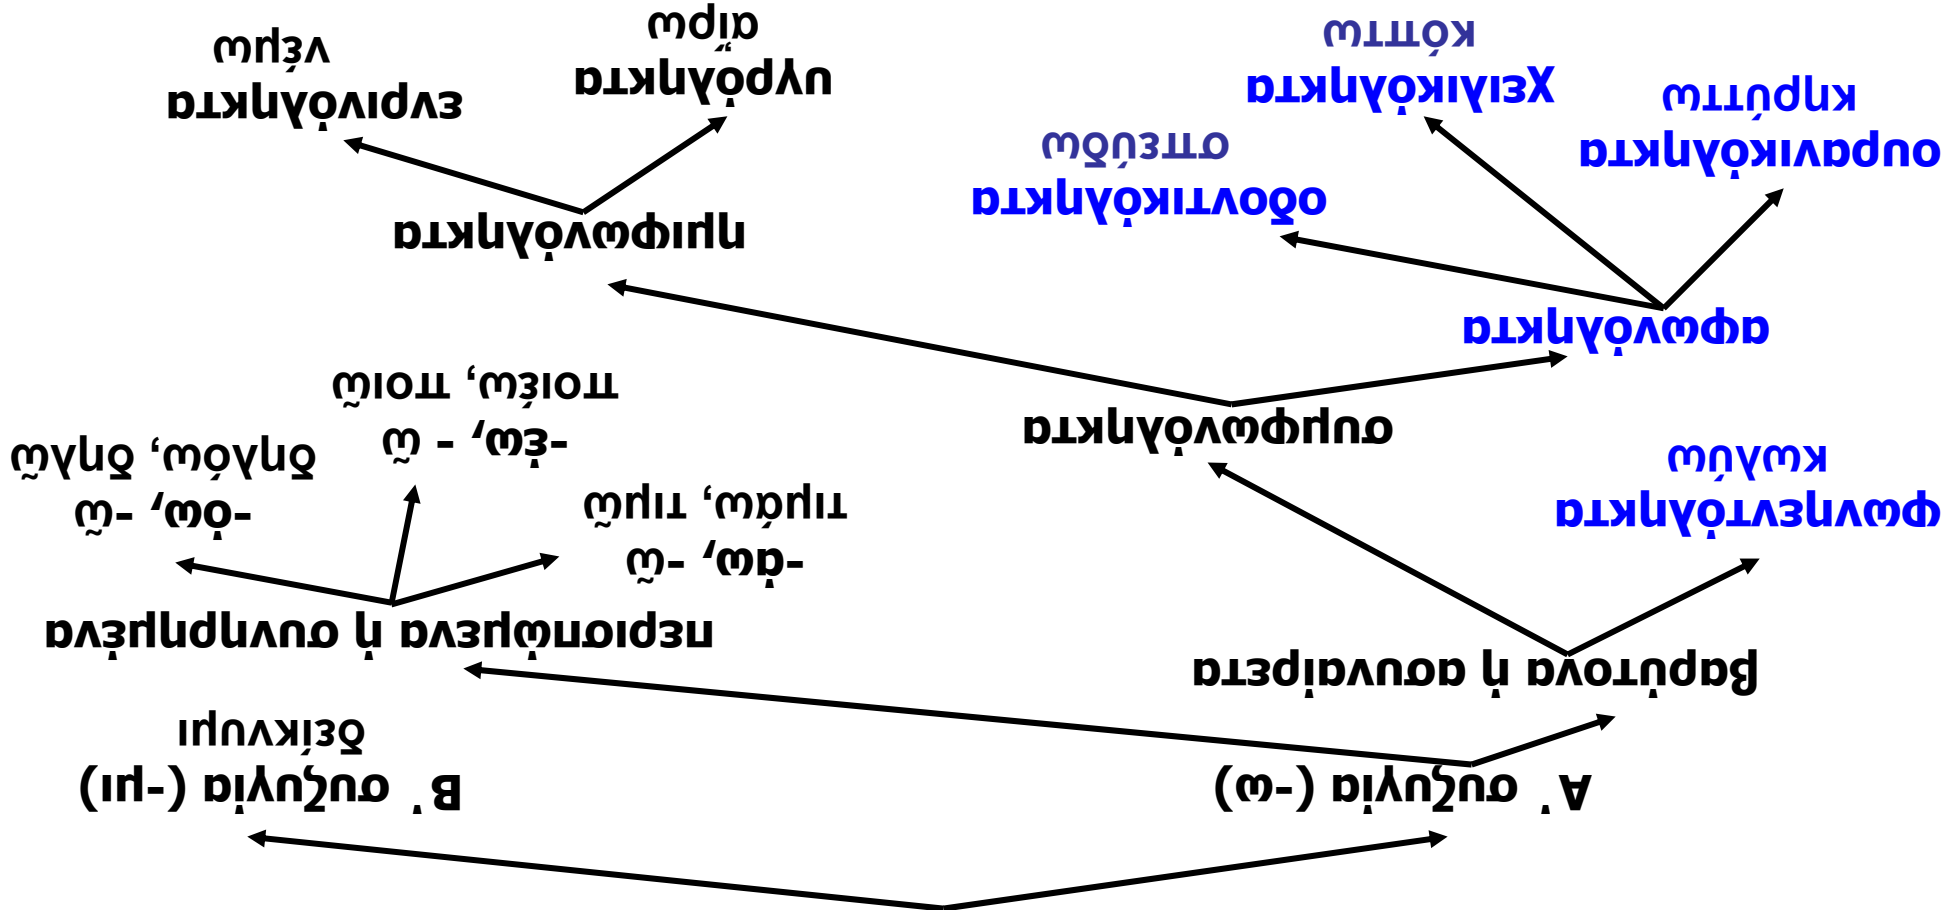 Α΄ συζυγία (-ω)
Β΄ συζυγία (-μι)
δείκνυμι
βαρύτονα ή ασυναίρετα
περισπώμενα ή συνηρημένα
φωνηεντόληκτα
κωλύω
συμφωνόληκτα
-άω, -ῶ
τιμάω, τιμῶ
-έω, - ῶ
ποιέω, ποιῶ
-όω, -ῶ
δηλόω, δηλῶ
αφωνόληκτα
ημιφωνόληκτα
ουρανικόληκτα
κηρύττω
χειλικόληκτα
κόπτω
οδοντικόληκτα
σπεύδω
υγρόληκτα
αἴρω
ενρινόληκτα
νέμω